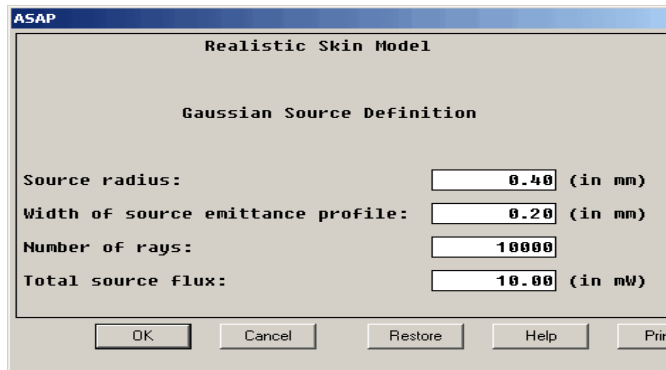 ASAP
Realistic Skin Model
Gaussian Source Definition
Source radius: 0.40 (in mm)
Width of source emittance profile: 0.20 (in mm)
Number of rays: 10000
Total source flux: 10.00 (in mW)
OK Cancel Restore Help Prin